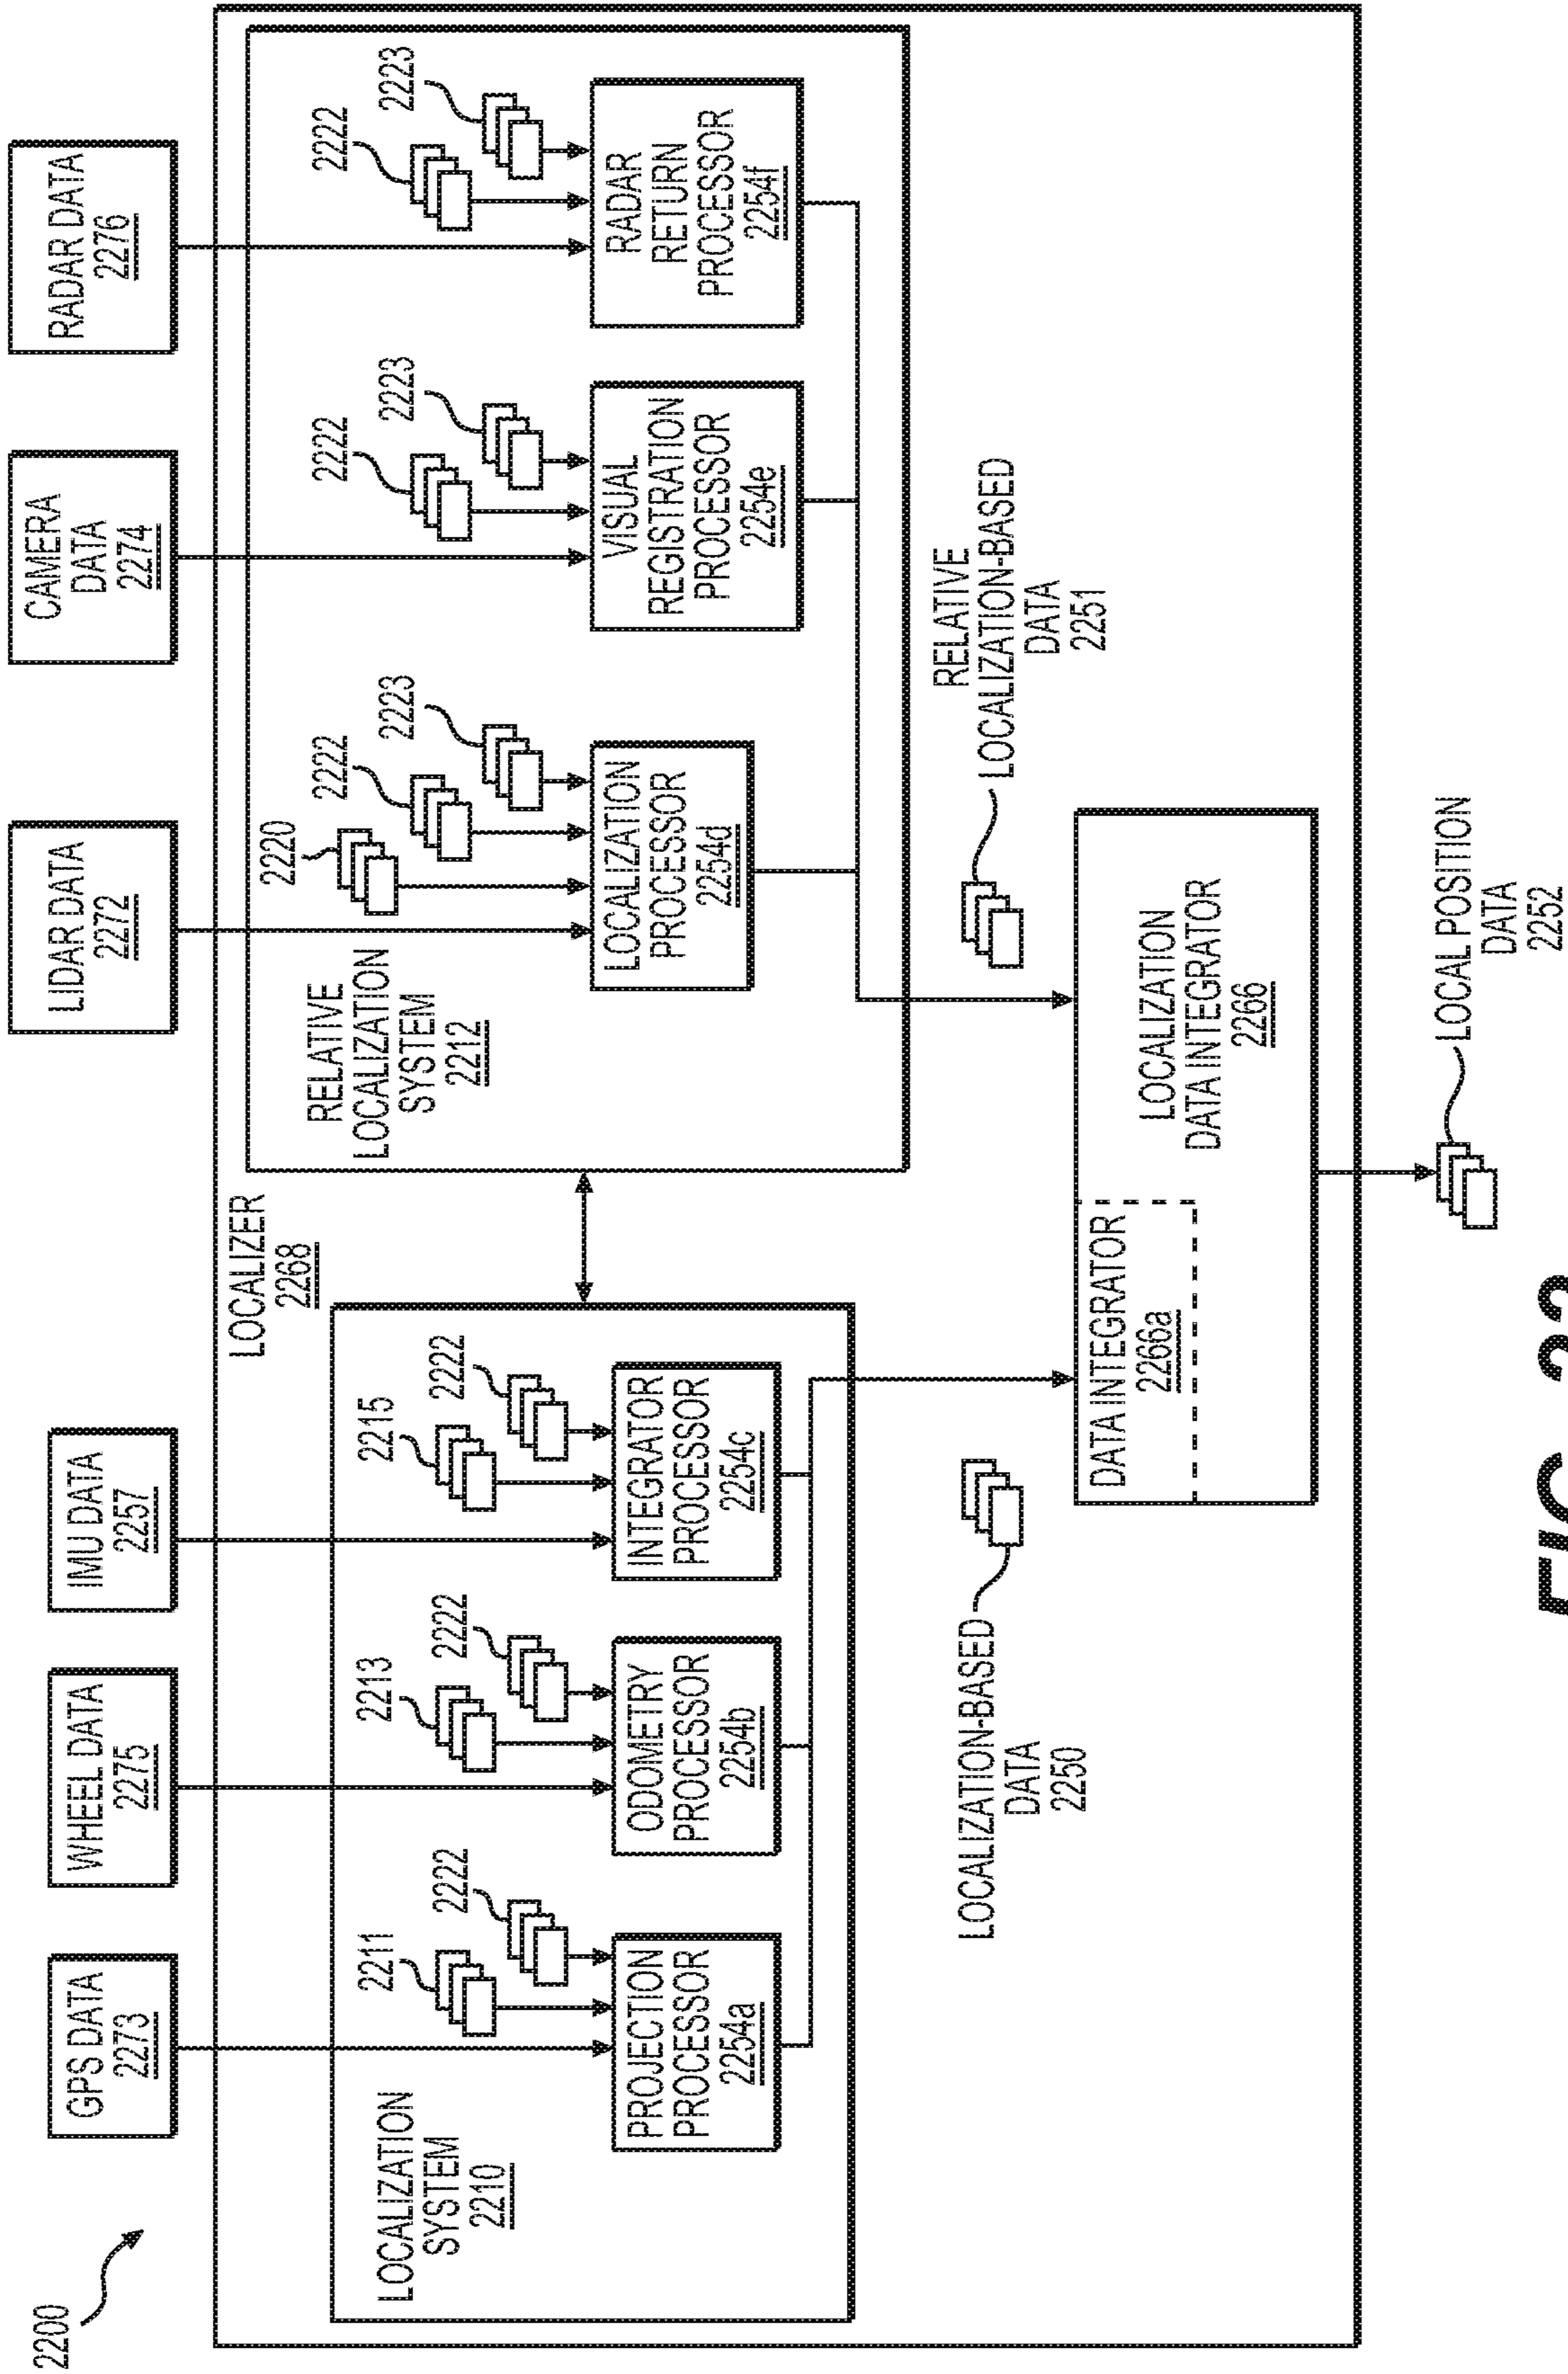 2200
GPS DATA
2273
WHEEL DATA
2275
IMU DATA
2257
LIDAR DATA
2272
CAMERA
DATA
2274
RADAR DATA
2276
LOCALIZER
2268
LOCALIZATION
SYSTEM
2210
2211
2222
2213
2222
2215
2222
PROJECTION
PROCESSOR
2254a
ODOMETRY
PROCESSOR
2254b
INTEGRATOR
PROCESSOR
2254c
RELATIVE
LOCALIZATION
SYSTEM
2212
2220
2222
2223
2222
2223
2222
2223
LOCALIZATION
PROCESSOR
2254d
VISUAL
REGISTRATION
PROCESSOR
2254e
RADAR
RETURN
PROCESSOR
2254f
LOCALIZATION-BASED
DATA
2250
RELATIVE
LOCALIZATION-BASED
DATA
2251
DATA INTEGRATOR
2266a
LOCALIZATION
DATA INTEGRATOR
2266
LOCAL POSITION
DATA
2252
FIG. 22